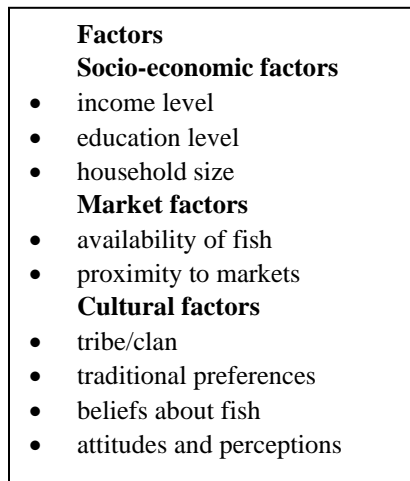 Factors
Socio-economic factors
• income level
• education level
• household size
Market factors
• availability of fish
• proximity to markets
Cultural factors
• tribe/clan
• traditional preferences
• beliefs about fish
• attitudes and perceptions